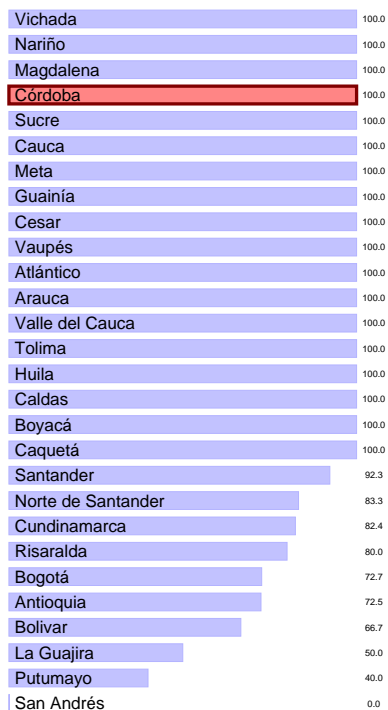 Vichada 100.0
Nariño 100.0
Magdalena 100.0
Córdoba 100.0
Sucre 100.0
Cauca 100.0
Meta 100.0
Guainía 100.0
Cesar 100.0
Vaupés 100.0
Atlántico 100.0
Arauca 100.0
Valle del Cauca 100.0
Tolima 100.0
Huila 100.0
Caldas 100.0
Boyacá 100.0
Caquetá 100.0
Santander 92.3
Norte de Santander 83.3
Cundinamarca 82.4
Risaralda 80.0
Bogotá 72.7
Antioquia 72.5
Bolivar 66.7
La Guajira 50.0
Putumayo 40.0
San Andrés 0.0